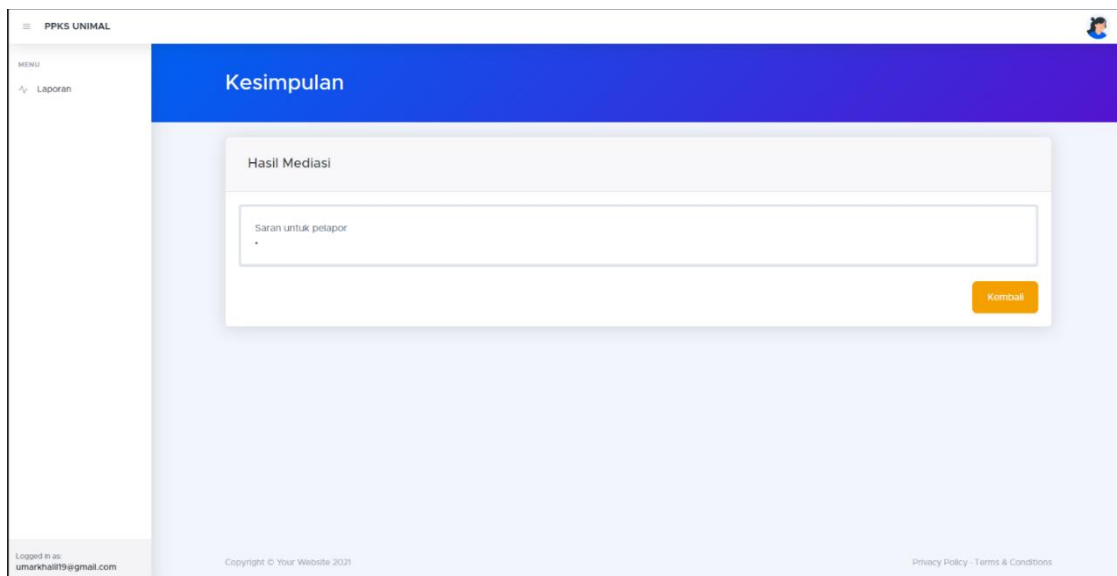 PPKS UNIMAL
MENU
Laporan
Kesimpulan
Hasil Mediasi
Saran untuk pelapor
Kembali
Logged in as:
umarkhalil19@gmail.com
Copyright © Your Website 2021
Privacy Policy · Terms & Conditions